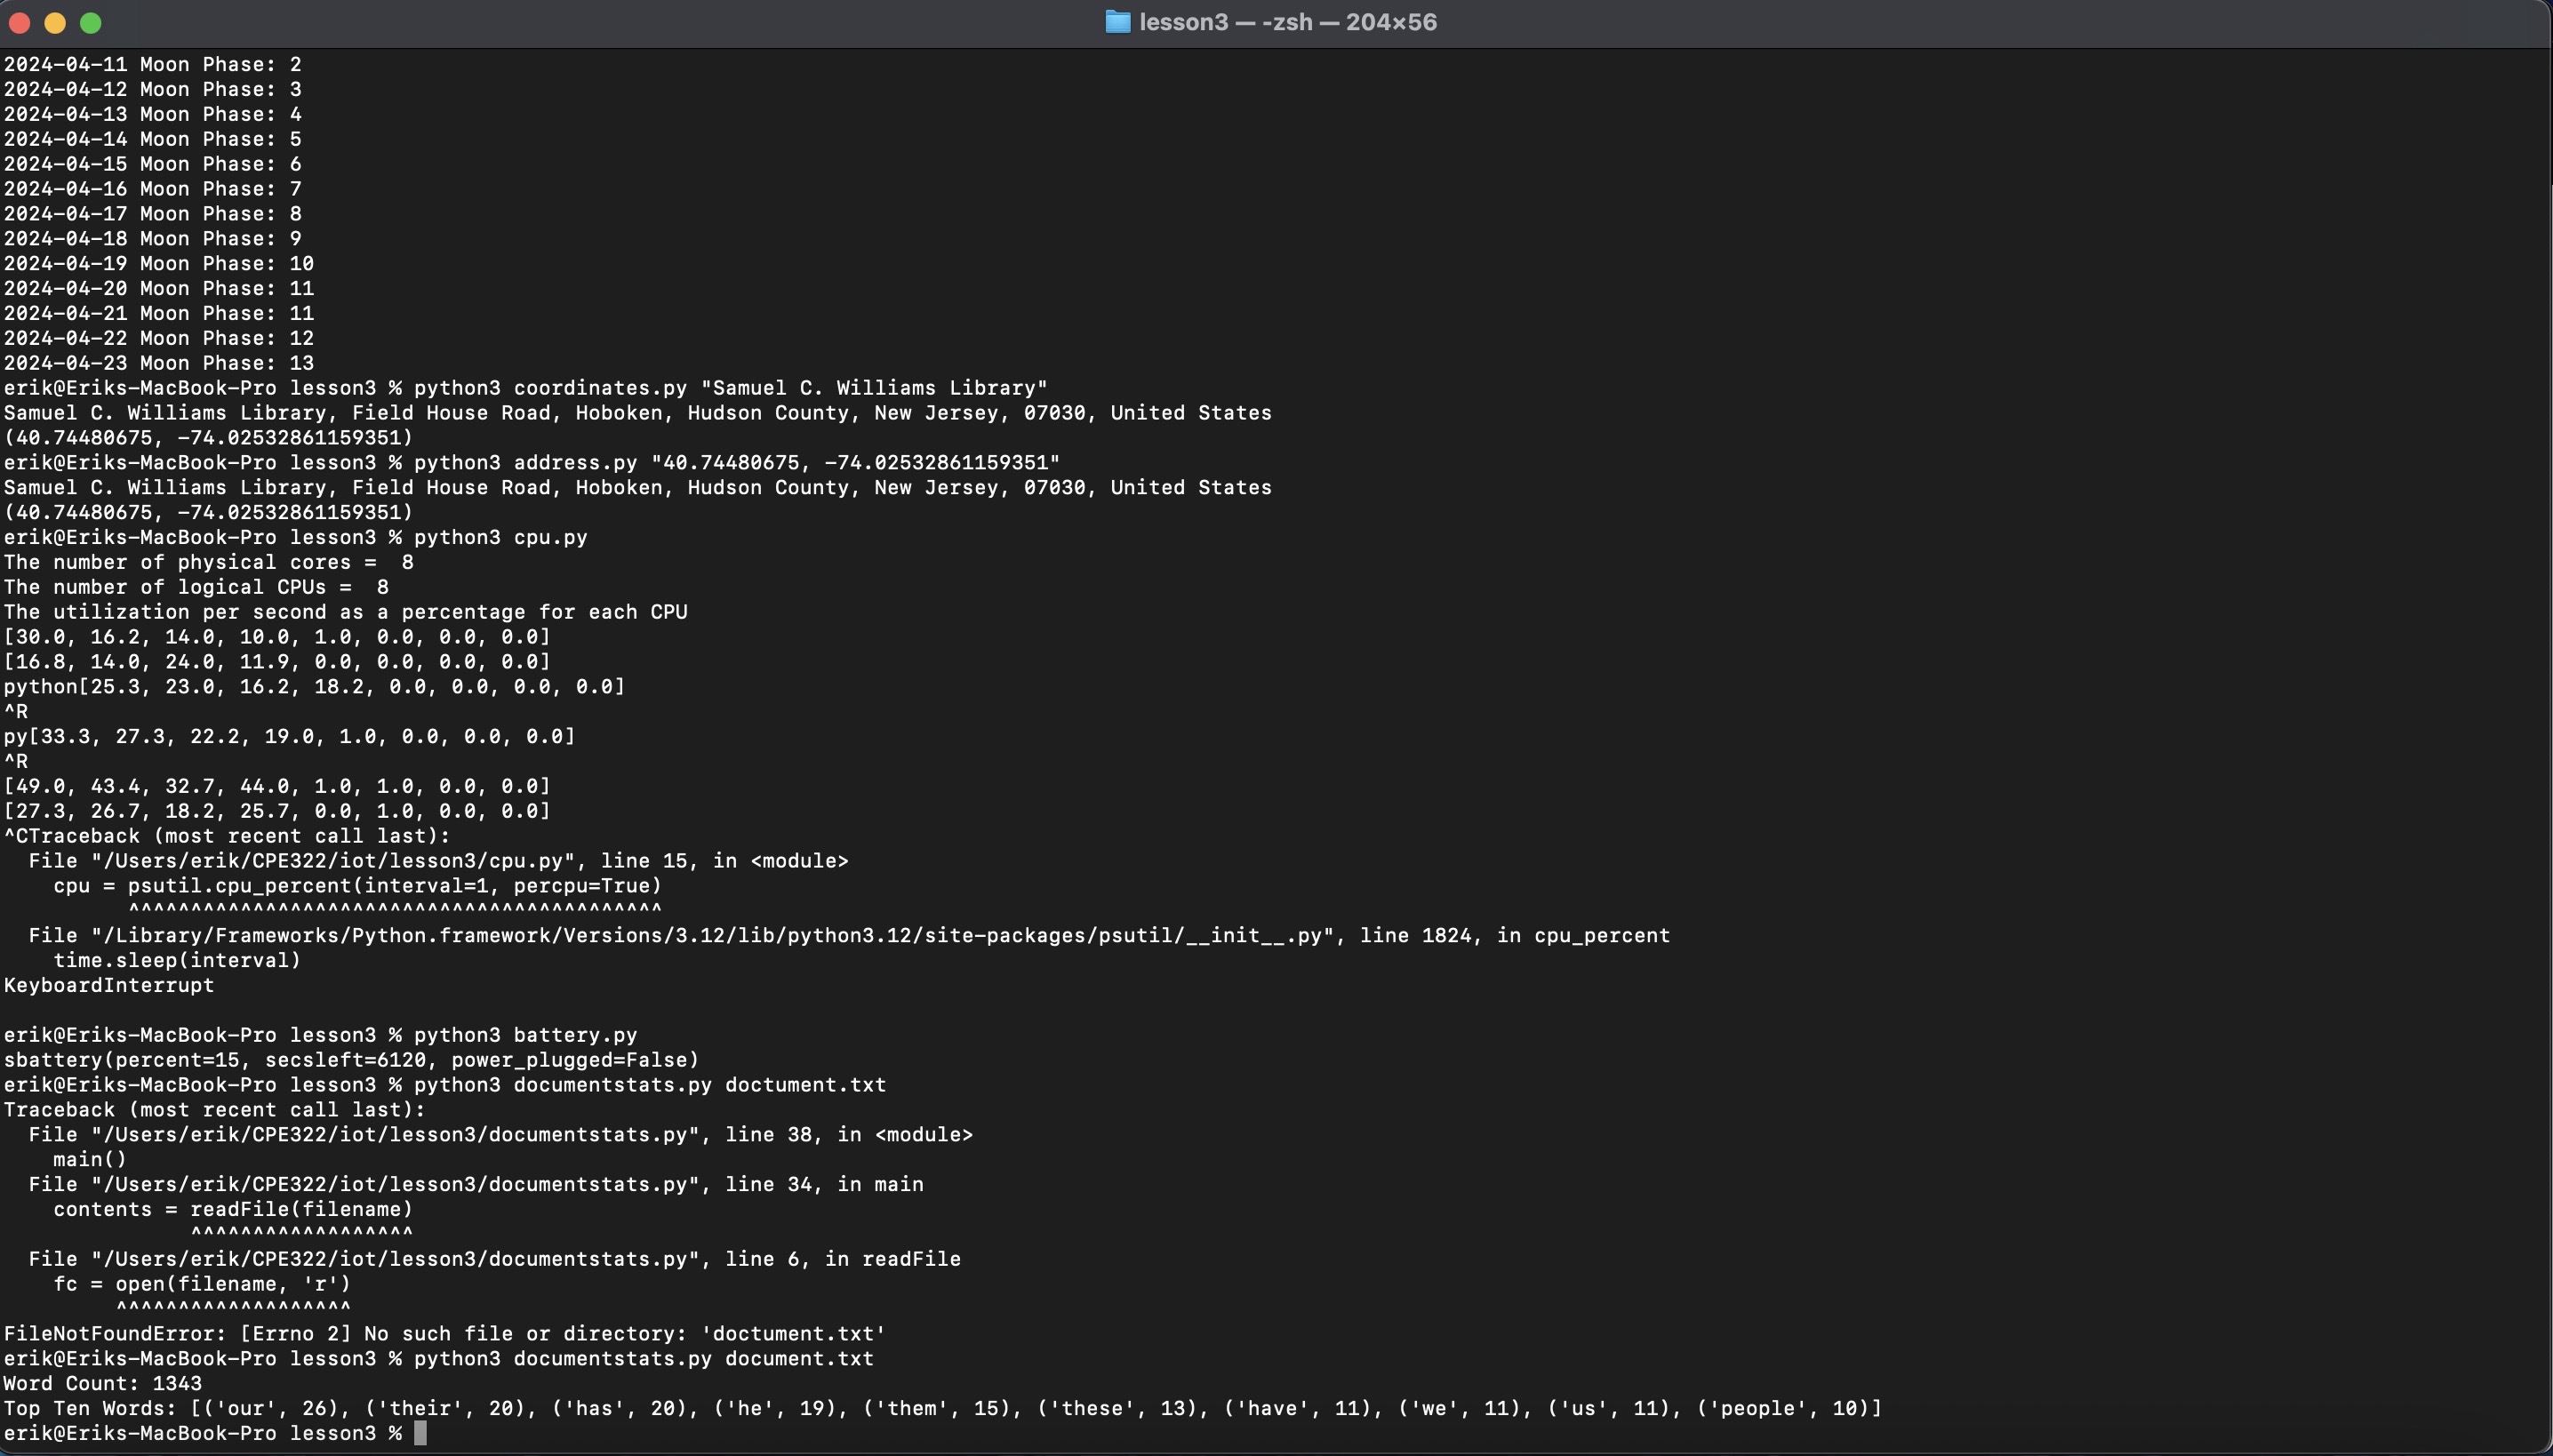 lesson3 — -zsh — 204×56
2024-04-11 Moon Phase: 2
2024-04-12 Moon Phase: 3
2024-04-13 Moon Phase: 4
2024-04-14 Moon Phase: 5
2024-04-15 Moon Phase: 6
2024-04-16 Moon Phase: 7
2024-04-17 Moon Phase: 8
2024-04-18 Moon Phase: 9
2024-04-19 Moon Phase: 10
2024-04-20 Moon Phase: 11
2024-04-21 Moon Phase: 11
2024-04-22 Moon Phase: 12
2024-04-23 Moon Phase: 13
erik@Eriks-MacBook-Pro lesson3 % python3 coordinates.py "Samuel C. Williams Library"
Samuel C. Williams Library, Field House Road, Hoboken, Hudson County, New Jersey, 07030, United States
(40.74480675, -74.02532861159351)
erik@Eriks-MacBook-Pro lesson3 % python3 address.py "40.74480675, -74.02532861159351"
Samuel C. Williams Library, Field House Road, Hoboken, Hudson County, New Jersey, 07030, United States
(40.74480675, -74.02532861159351)
erik@Eriks-MacBook-Pro lesson3 % python3 cpu.py
The number of physical cores =  8
The number of logical CPUs =  8
The utilization per second as a percentage for each CPU
[30.0, 16.2, 14.0, 10.0, 1.0, 0.0, 0.0, 0.0]
[16.8, 14.0, 24.0, 11.9, 0.0, 0.0, 0.0, 0.0]
python[25.3, 23.0, 16.2, 18.2, 0.0, 0.0, 0.0, 0.0]
^R
py[33.3, 27.3, 22.2, 19.0, 1.0, 0.0, 0.0, 0.0]
^R
[49.0, 43.4, 32.7, 44.0, 1.0, 1.0, 0.0, 0.0]
[27.3, 26.7, 18.2, 25.7, 0.0, 1.0, 0.0, 0.0]
^CTraceback (most recent call last):
  File "/Users/erik/CPE322/iot/lesson3/cpu.py", line 15, in <module>
    cpu = psutil.cpu_percent(interval=1, percpu=True)
          ^^^^^^^^^^^^^^^^^^^^^^^^^^^^^^^^^^^^^^^^^^^
  File "/Library/Frameworks/Python.framework/Versions/3.12/lib/python3.12/site-packages/psutil/__init__.py", line 1824, in cpu_percent
    time.sleep(interval)
KeyboardInterrupt
erik@Eriks-MacBook-Pro lesson3 % python3 battery.py
sbattery(percent=15, secsleft=6120, power_plugged=False)
erik@Eriks-MacBook-Pro lesson3 % python3 documentstats.py doctument.txt
Traceback (most recent call last):
  File "/Users/erik/CPE322/iot/lesson3/documentstats.py", line 38, in <module>
    main()
  File "/Users/erik/CPE322/iot/lesson3/documentstats.py", line 34, in main
    contents = readFile(filename)
               ^^^^^^^^^^^^^^^^^^
  File "/Users/erik/CPE322/iot/lesson3/documentstats.py", line 6, in readFile
    fc = open(filename, 'r')
         ^^^^^^^^^^^^^^^^^^^
FileNotFoundError: [Errno 2] No such file or directory: 'doctument.txt'
erik@Eriks-MacBook-Pro lesson3 % python3 documentstats.py document.txt
Word Count: 1343
Top Ten Words: [('our', 26), ('their', 20), ('has', 20), ('he', 19), ('them', 15), ('these', 13), ('have', 11), ('we', 11), ('us', 11), ('people', 10)]
erik@Eriks-MacBook-Pro lesson3 %